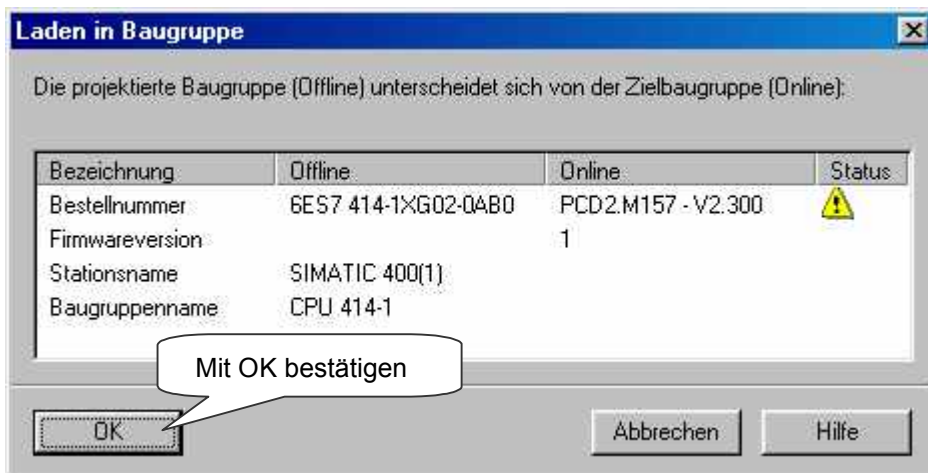 Laden in Baugruppe
Die projektierte Baugruppe (Offline) unterscheidet sich von der Zielbaugruppe (Online):
Bezeichnung Offline Online Status
Bestellnummer 6ES7 414-1XG02-0AB0 PCD2.M157 - V2.300
Firmwareversion 1
Stationsname SIMATIC 400(1)
Baugruppenname CPU 414-1
Mit OK bestätigen
OK Abbrechen Hilfe